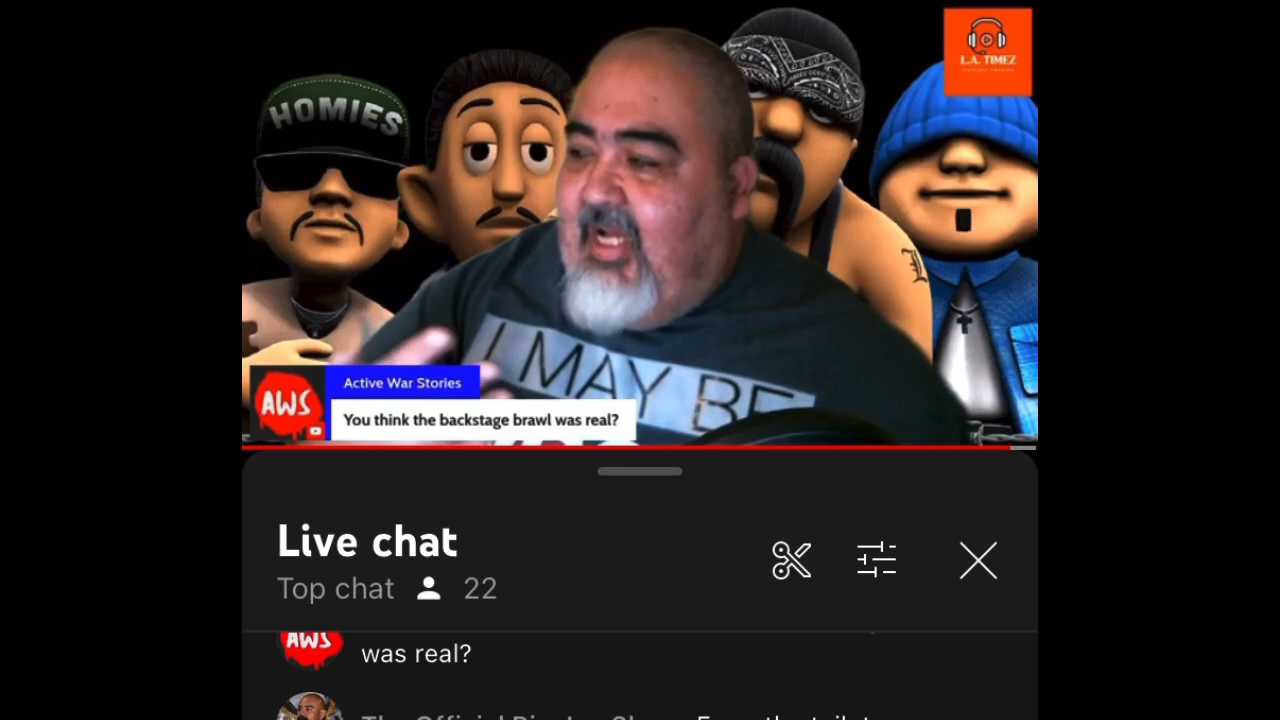 HOMIES
L.A. TIMEZ
I MAY BE
AWS
Active War Stories
You think the backstage brawl was real?
Live chat
Top chat 22
AWS
was real?